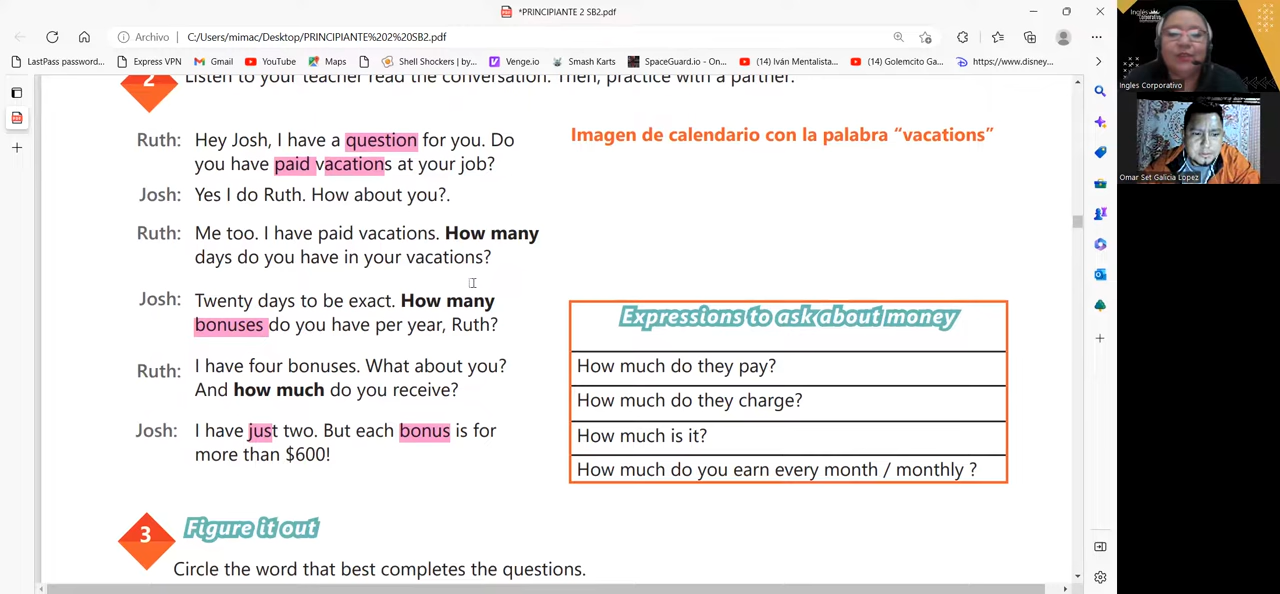 *PRINCIPIANTE 2 SB2.pdf
Archivo | C:/Users/mimac/Desktop/PRINCIPIANTE%202%20SB2.pdf
LastPass password...
Express VPN
Gmail
YouTube
Maps
Shell Shockers | by...
Venge.io
Smash Karts
SpaceGuard.io - On...
(14) Iván Mentalista...
(14) Golemcito Ga...
https://www.disney...
2
Listen to your teacher read the conversation. Then, practice with a partner.
Ruth: Hey Josh, I have a question for you. Do
you have paid vacations at your job?
Josh: Yes I do Ruth. How about you?.
Ruth: Me too. I have paid vacations. How many
days do you have in your vacations?
Josh: Twenty days to be exact. How many
bonuses do you have per year, Ruth?
Ruth: I have four bonuses. What about you?
And how much do you receive?
Josh: I have just two. But each bonus is for
more than $600!
Imagen de calendario con la palabra “vacations”
Expressions to ask about money
How much do they pay?
How much do they charge?
How much is it?
How much do you earn every month / monthly ?
3
Figure it out
Circle the word that best completes the questions.
Inglés
Corporativo
Ingles Corporativo
Omar Set Galicia Lopez